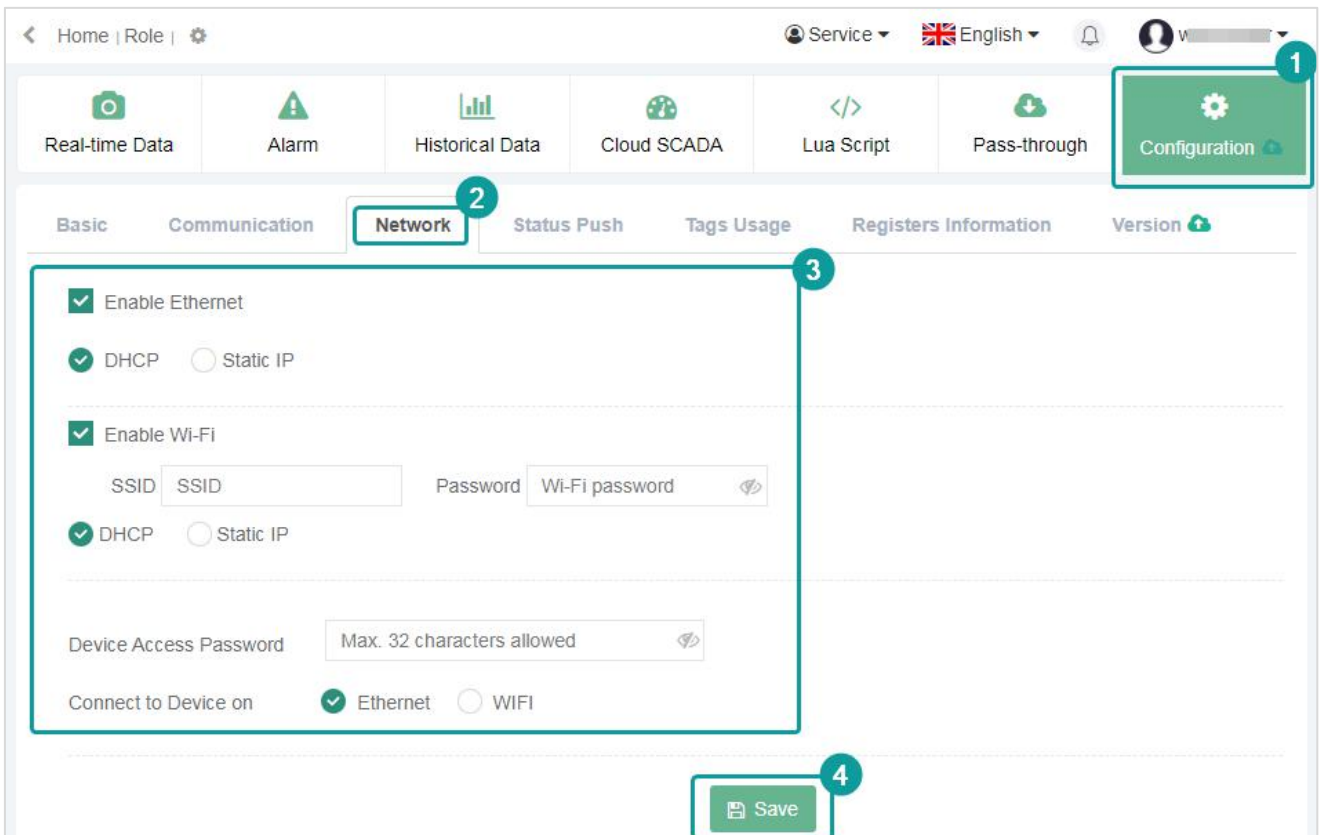 Home | Role |
Service English w
1
Real-time Data Alarm Historical Data Cloud SCADA </> Lua Script Pass-through Configuration
2
Basic Communication Network Status Push Tags Usage Registers Information Version
3
Enable Ethernet
DHCP Static IP
Enable Wi-Fi
SSID SSID Password Wi-Fi password
DHCP Static IP
Device Access Password Max. 32 characters allowed
Connect to Device on Ethernet WIFI
4
Save